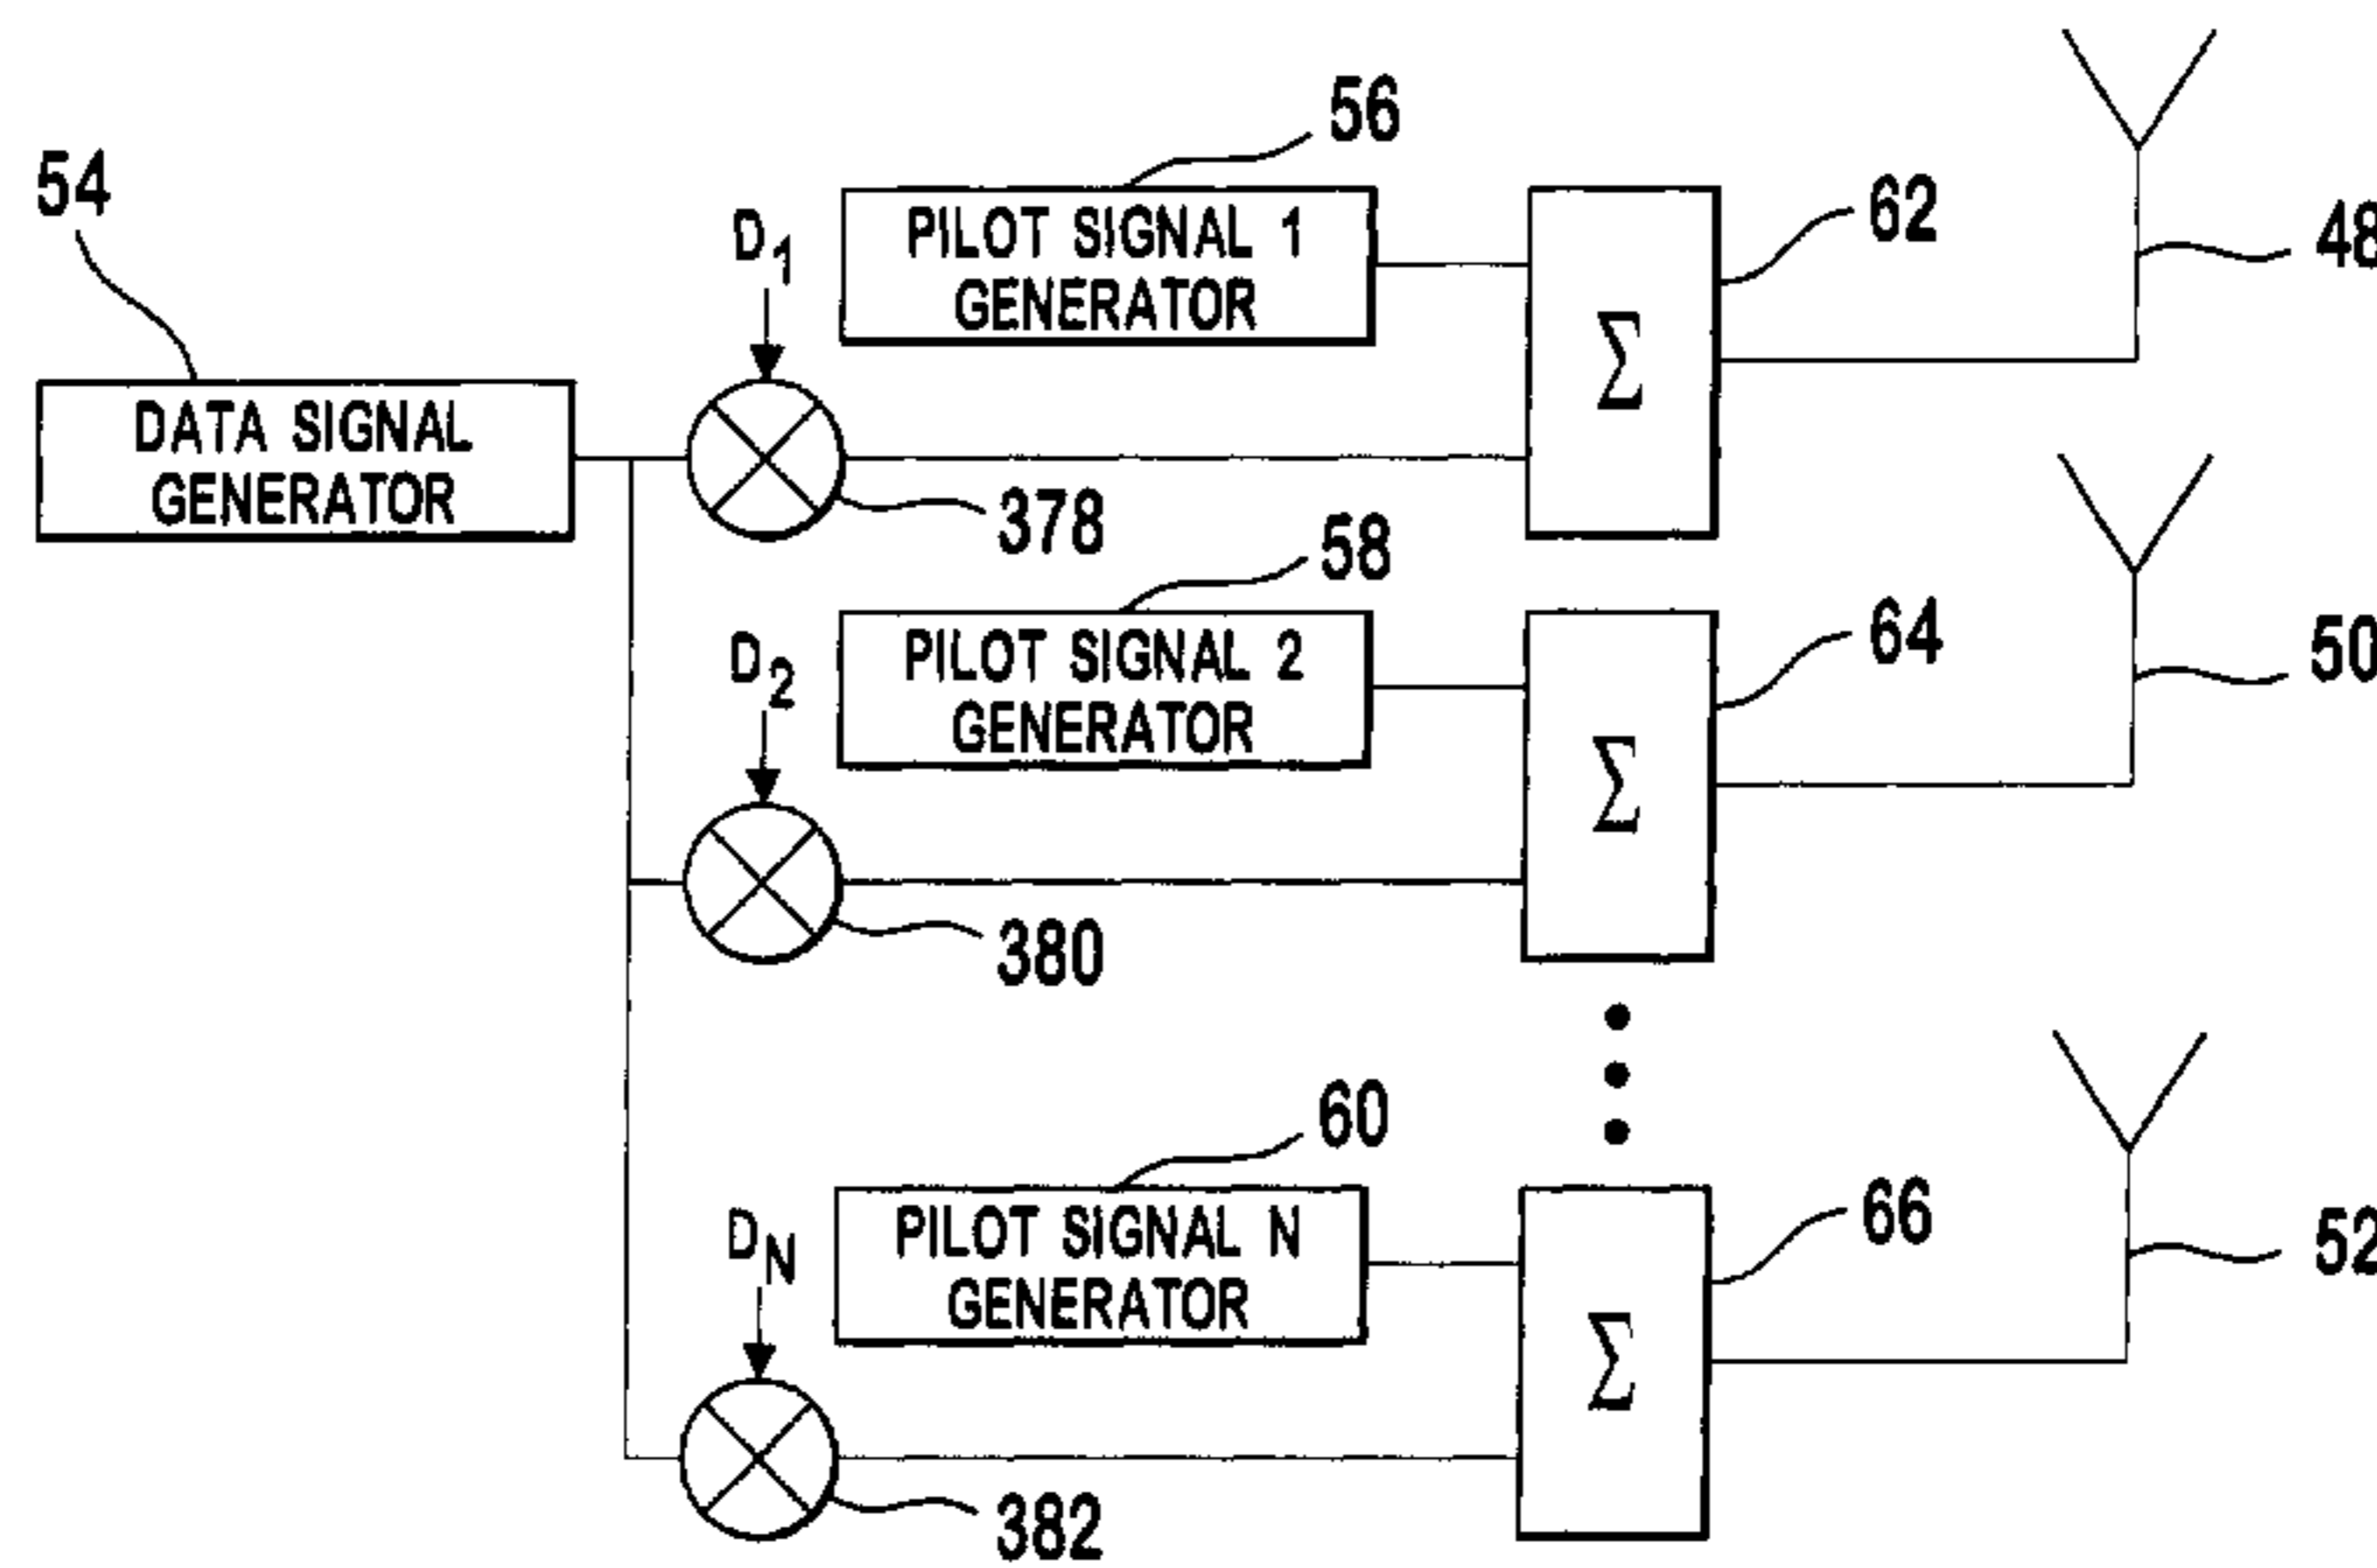 54
56
62
48
D1
PILOT SIGNAL 1
GENERATOR
Σ
DATA SIGNAL
GENERATOR
378
58
64
50
D2
PILOT SIGNAL 2
GENERATOR
Σ
380
60
66
52
DN
PILOT SIGNAL N
GENERATOR
Σ
382